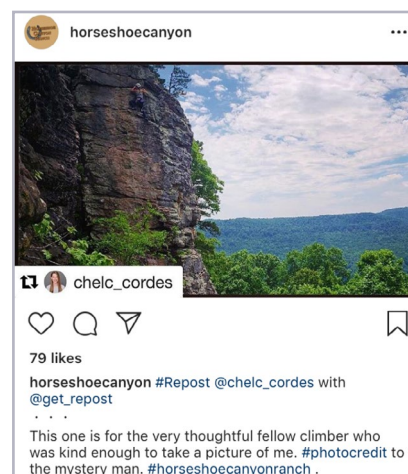 horseshoecanyon
chelc_cordes
79 likes
horseshoecanyon #Repost @chelc_cordes with
@get_repost
. . .
This one is for the very thoughtful fellow climber who
was kind enough to take a picture of me. #photocredit to
the mystery man. #horseshoecanyonranch .